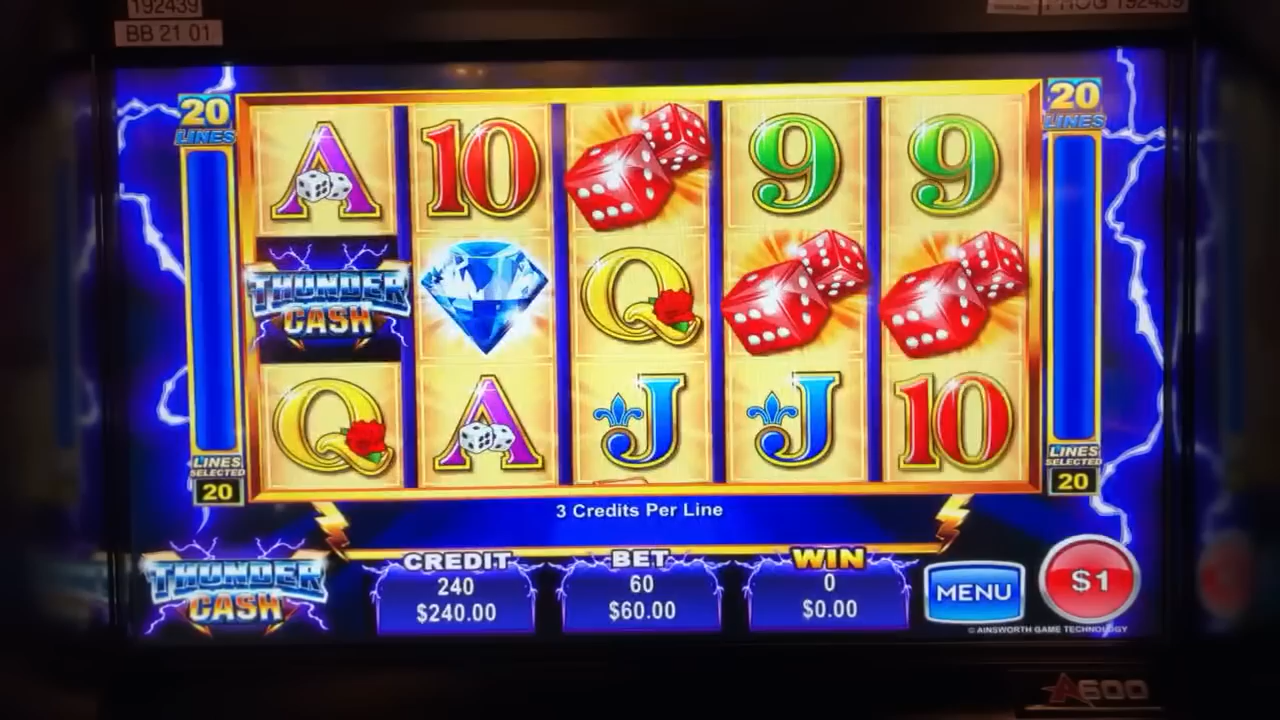 192439
BB 21 01
20
LINES
20
LINES
A
10
9
9
THUNDER
CASH
Q
Q
A
J
J
10
LINES
SELECTED
20
LINES
SELECTED
20
3 Credits Per Line
THUNDER
CASH
CREDIT
240
$240.00
BET
60
$60.00
WIN
0
$0.00
MENU
$1
© AINSWORTH GAME TECHNOLOGY
A600